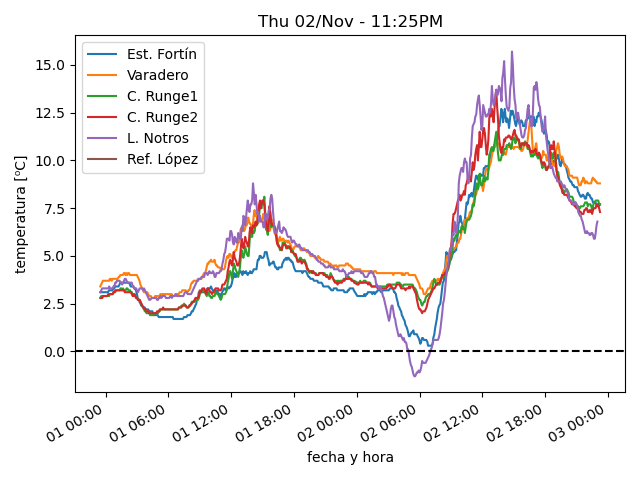 Thu 02/Nov - 11:25PM
Est. Fortín
Varadero
C. Runge1
C. Runge2
L. Notros
Ref. López
temperatura [ºC]
15.0
12.5
10.0
7.5
5.0
2.5
0.0
01 00:00
01 06:00
01 12:00
01 18:00
02 00:00
02 06:00
02 12:00
02 18:00
03 00:00
fecha y hora